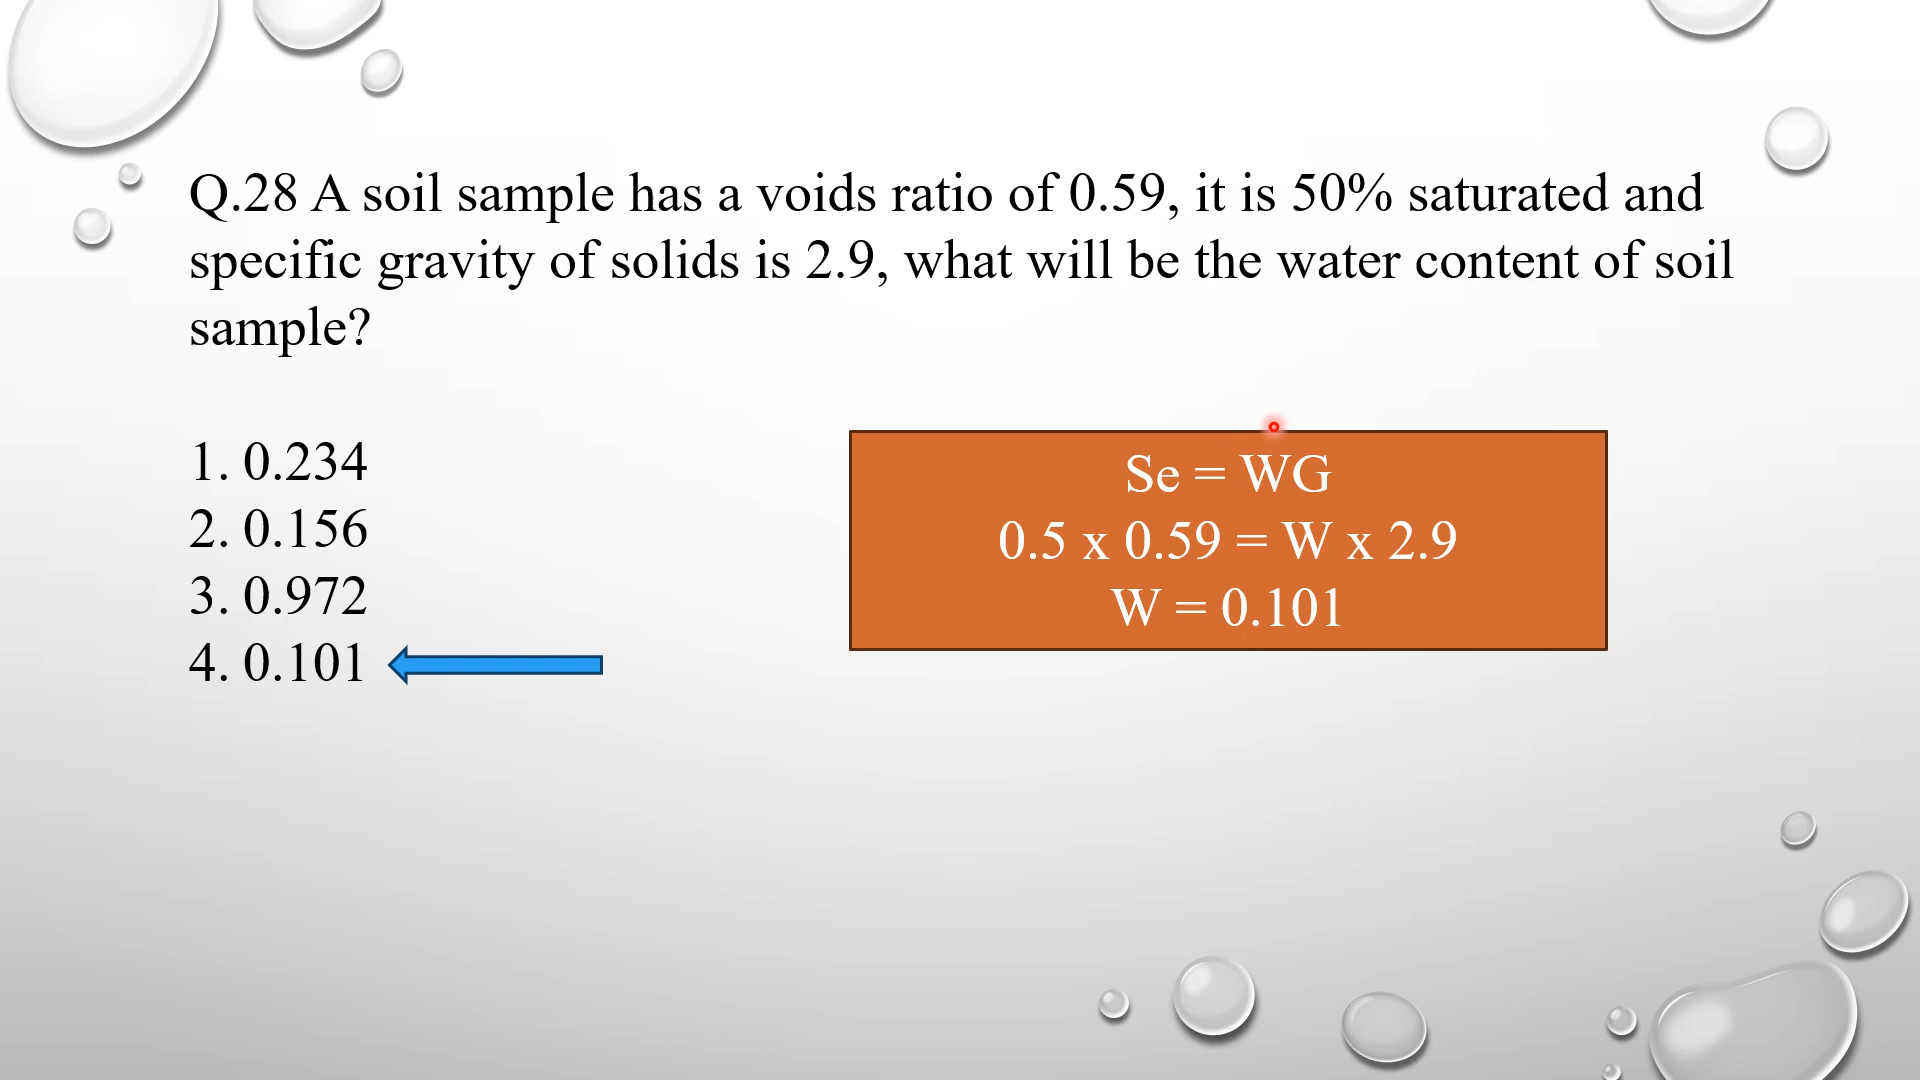 Q.28 A soil sample has a voids ratio of 0.59, it is 50% saturated and
specific gravity of solids is 2.9, what will be the water content of soil
sample?
1. 0.234
2. 0.156
3. 0.972
4. 0.101
Se = WG
0.5 x 0.59 = W x 2.9
W = 0.101